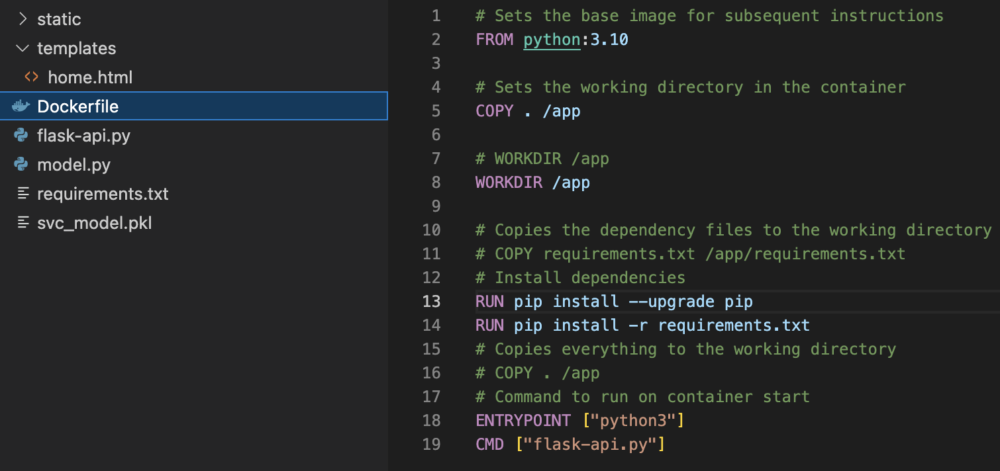 static
templates
home.html
Dockerfile
flask-api.py
model.py
requirements.txt
svc_model.pkl
1 # Sets the base image for subsequent instructions
2 FROM python:3.10
3
4 # Sets the working directory in the container
5 COPY . /app
6
7 # WORKDIR /app
8 WORKDIR /app
9
10 # Copies the dependency files to the working directory
11 # COPY requirements.txt /app/requirements.txt
12 # Install dependencies
13 RUN pip install --upgrade pip
14 RUN pip install -r requirements.txt
15 # Copies everything to the working directory
16 # COPY . /app
17 # Command to run on container start
18 ENTRYPOINT ["python3"]
19 CMD ["flask-api.py"]